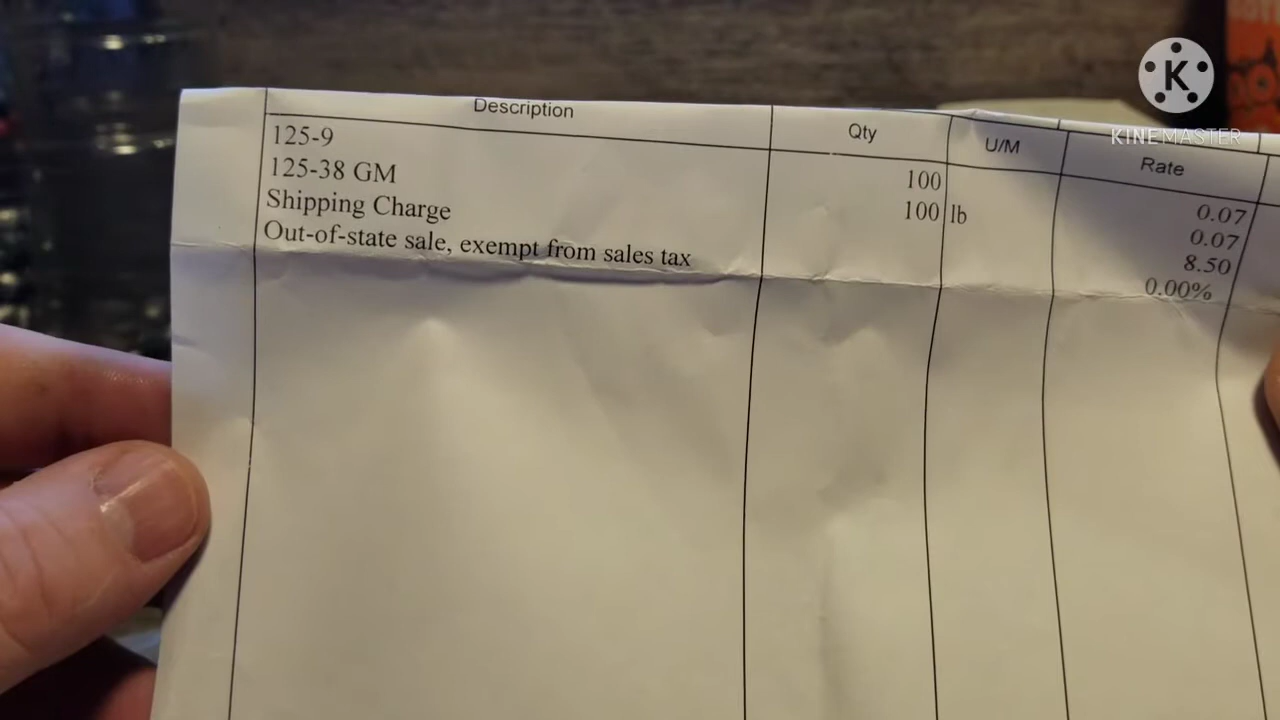 Description Qty U/M Rate
125-9 100 0.07
125-38 GM 100 lb 0.07
Shipping Charge 8.50
Out-of-state sale, exempt from sales tax 0.00%
KINEMASTER
K